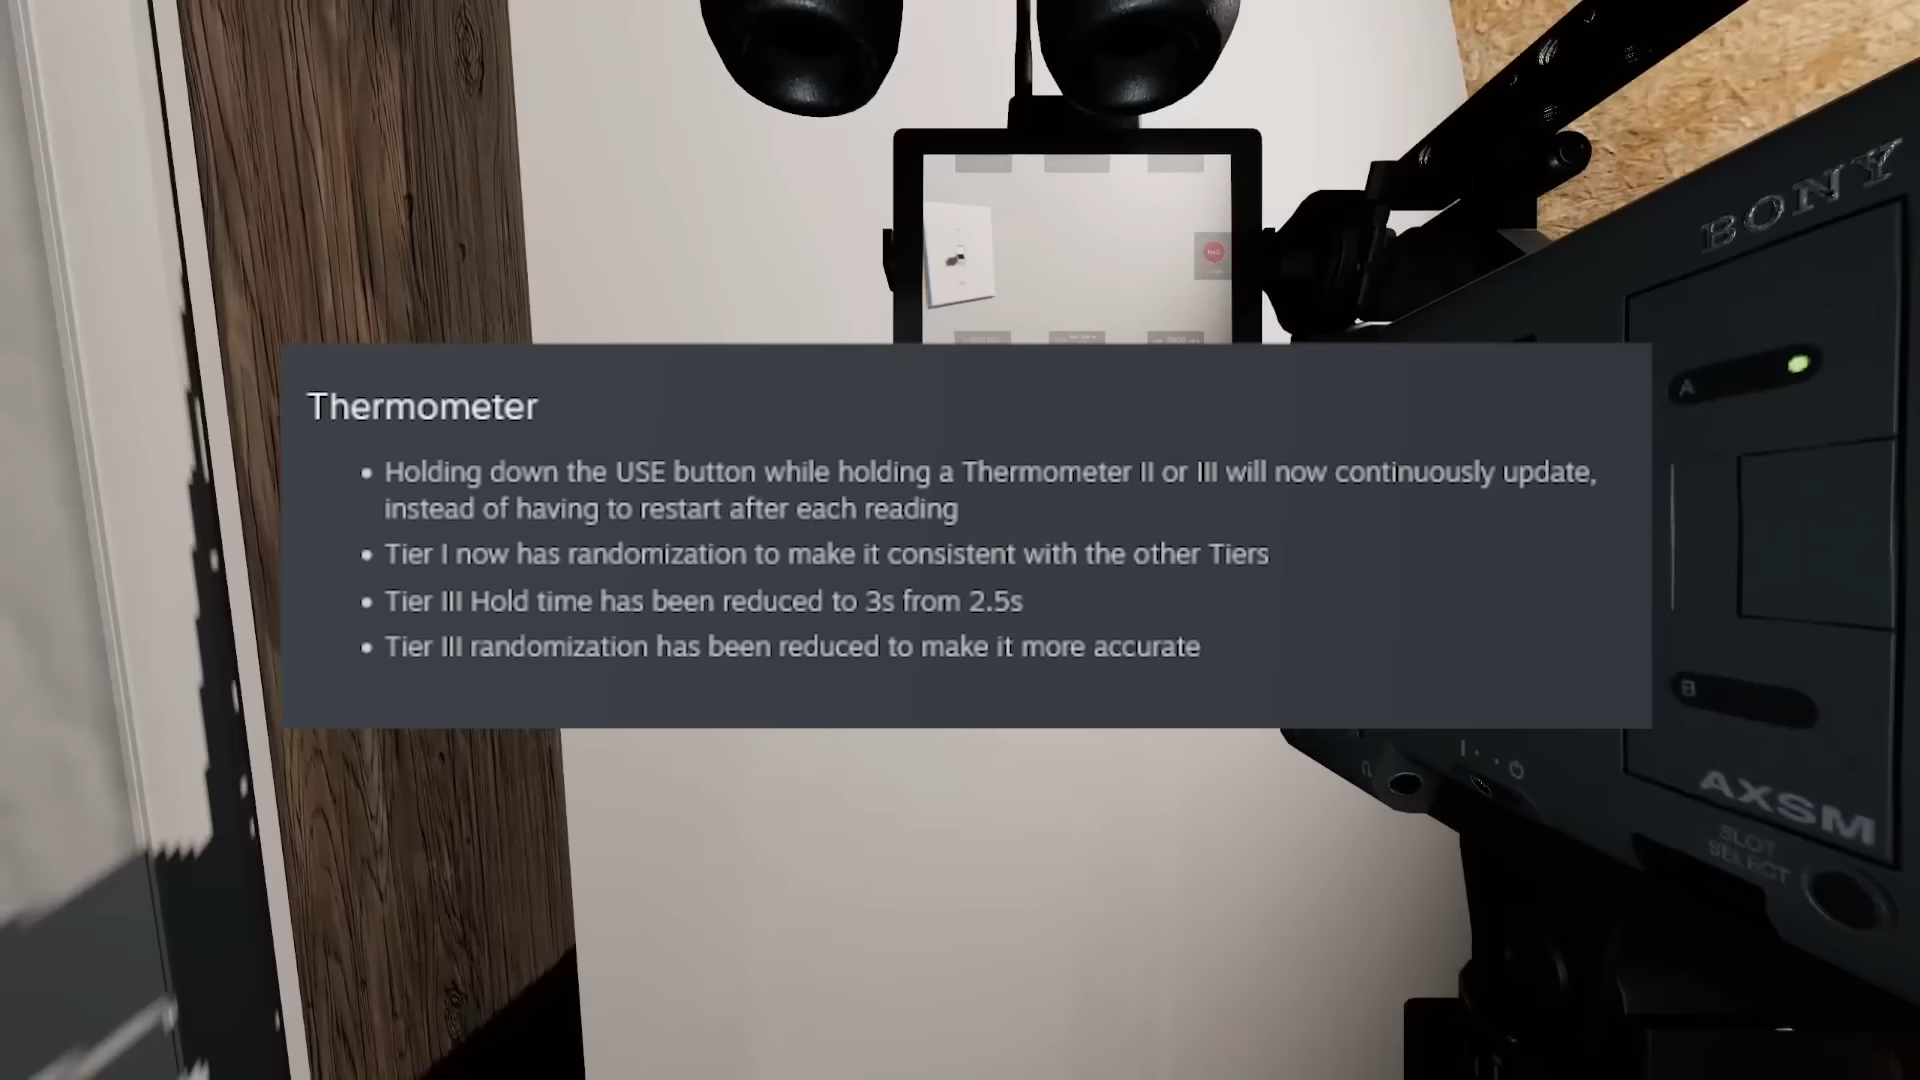 BONY
Thermometer
• Holding down the USE button while holding a Thermometer II or III will now continuously update,
instead of having to restart after each reading
• Tier I now has randomization to make it consistent with the other Tiers
• Tier III Hold time has been reduced to 3s from 2.5s
• Tier III randomization has been reduced to make it more accurate
A
B
AXSM
SLOT
SELECT